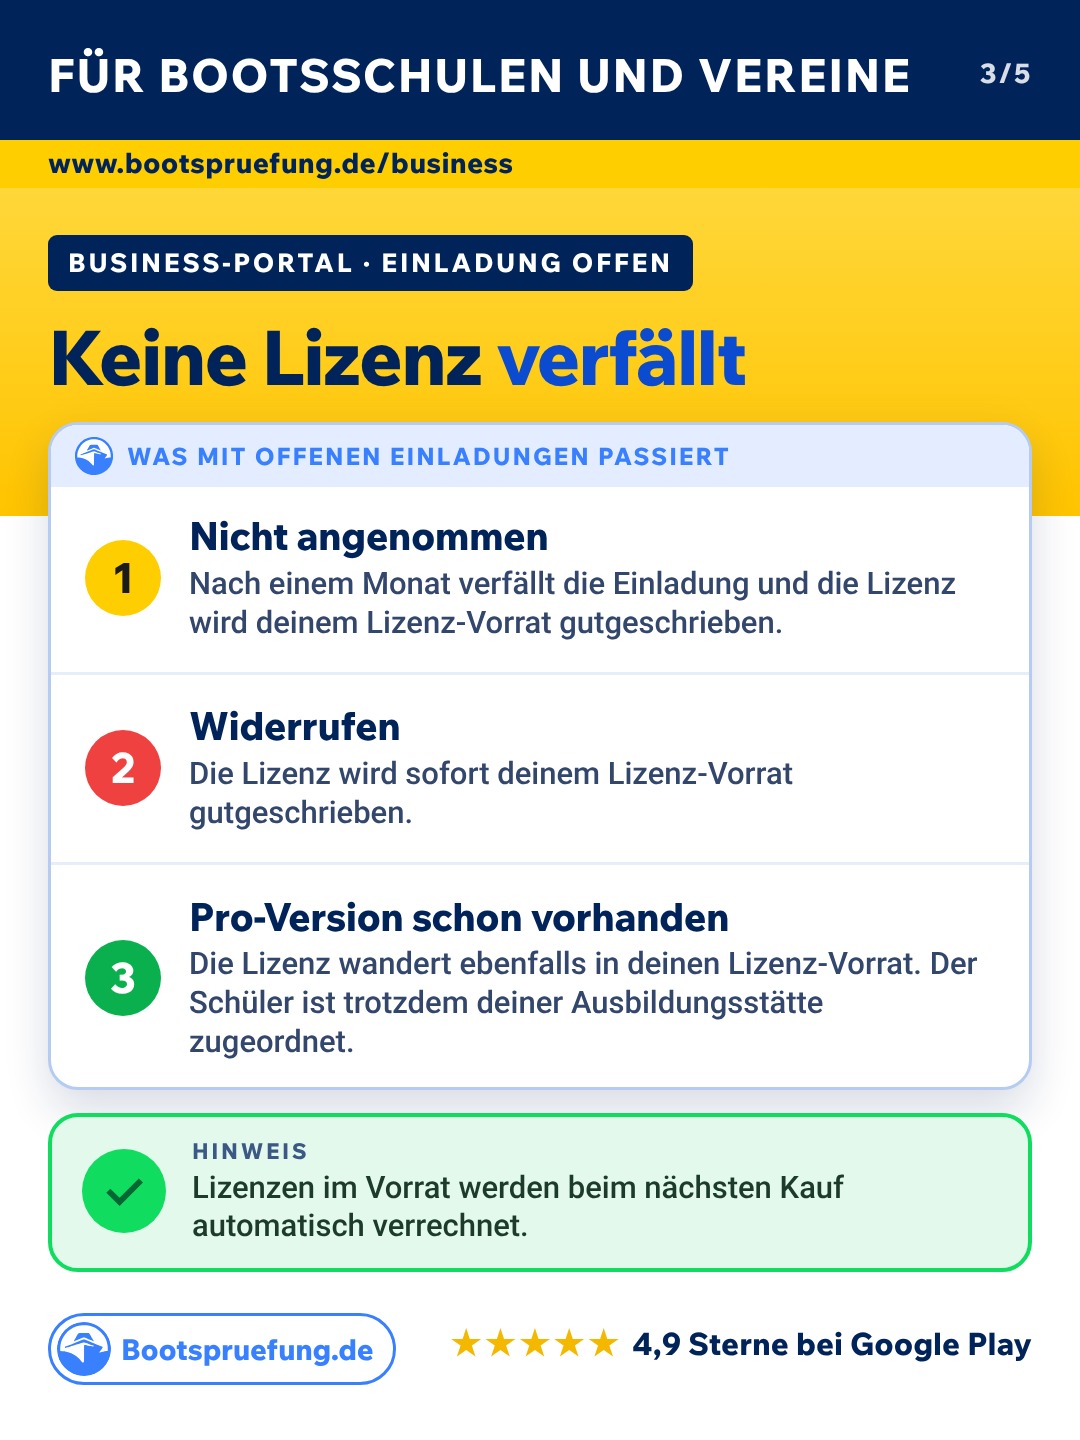 FÜR BOOTSSCHULEN UND VEREINE
3/5
www.bootspruefung.de/business
BUSINESS-PORTAL · EINLADUNG OFFEN
Keine Lizenz verfällt
WAS MIT OFFENEN EINLADUNGEN PASSIERT
1
Nicht angenommen
Nach einem Monat verfällt die Einladung und die Lizenz
wird deinem Lizenz-Vorrat gutgeschrieben.
2
Widerrufen
Die Lizenz wird sofort deinem Lizenz-Vorrat
gutgeschrieben.
3
Pro-Version schon vorhanden
Die Lizenz wandert ebenfalls in deinen Lizenz-Vorrat. Der
Schüler ist trotzdem deiner Ausbildungsstätte
zugeordnet.
HINWEIS
Lizenzen im Vorrat werden beim nächsten Kauf
automatisch verrechnet.
Bootspruefung.de
★★★★★ 4,9 Sterne bei Google Play